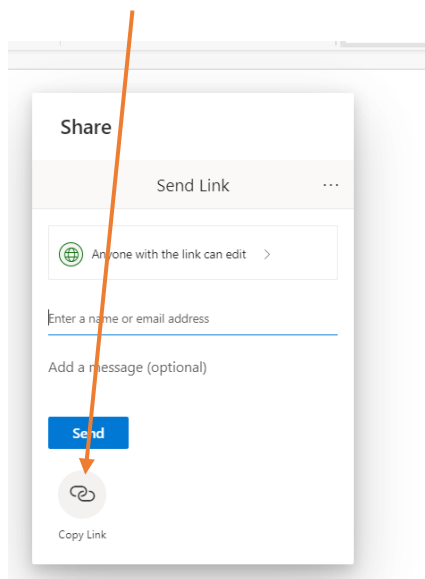 Share
Send Link
Anyone with the link can edit
Enter a name or email address
Add a message (optional)
Send
Copy Link